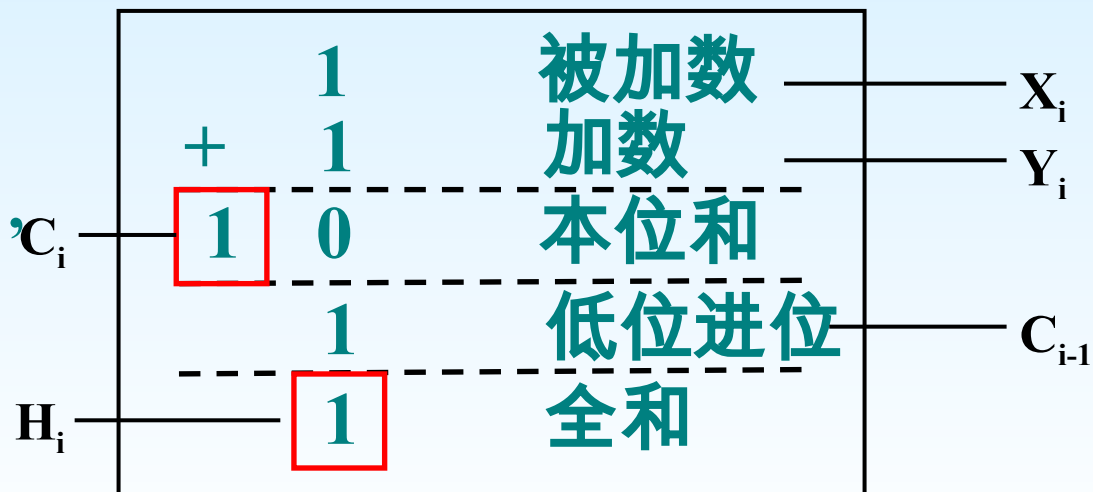 1 被加数 Xi
+ 1 加数 Yi
’Ci 1 0 本位和
1 低位进位 Ci-1
Hi 1 全和